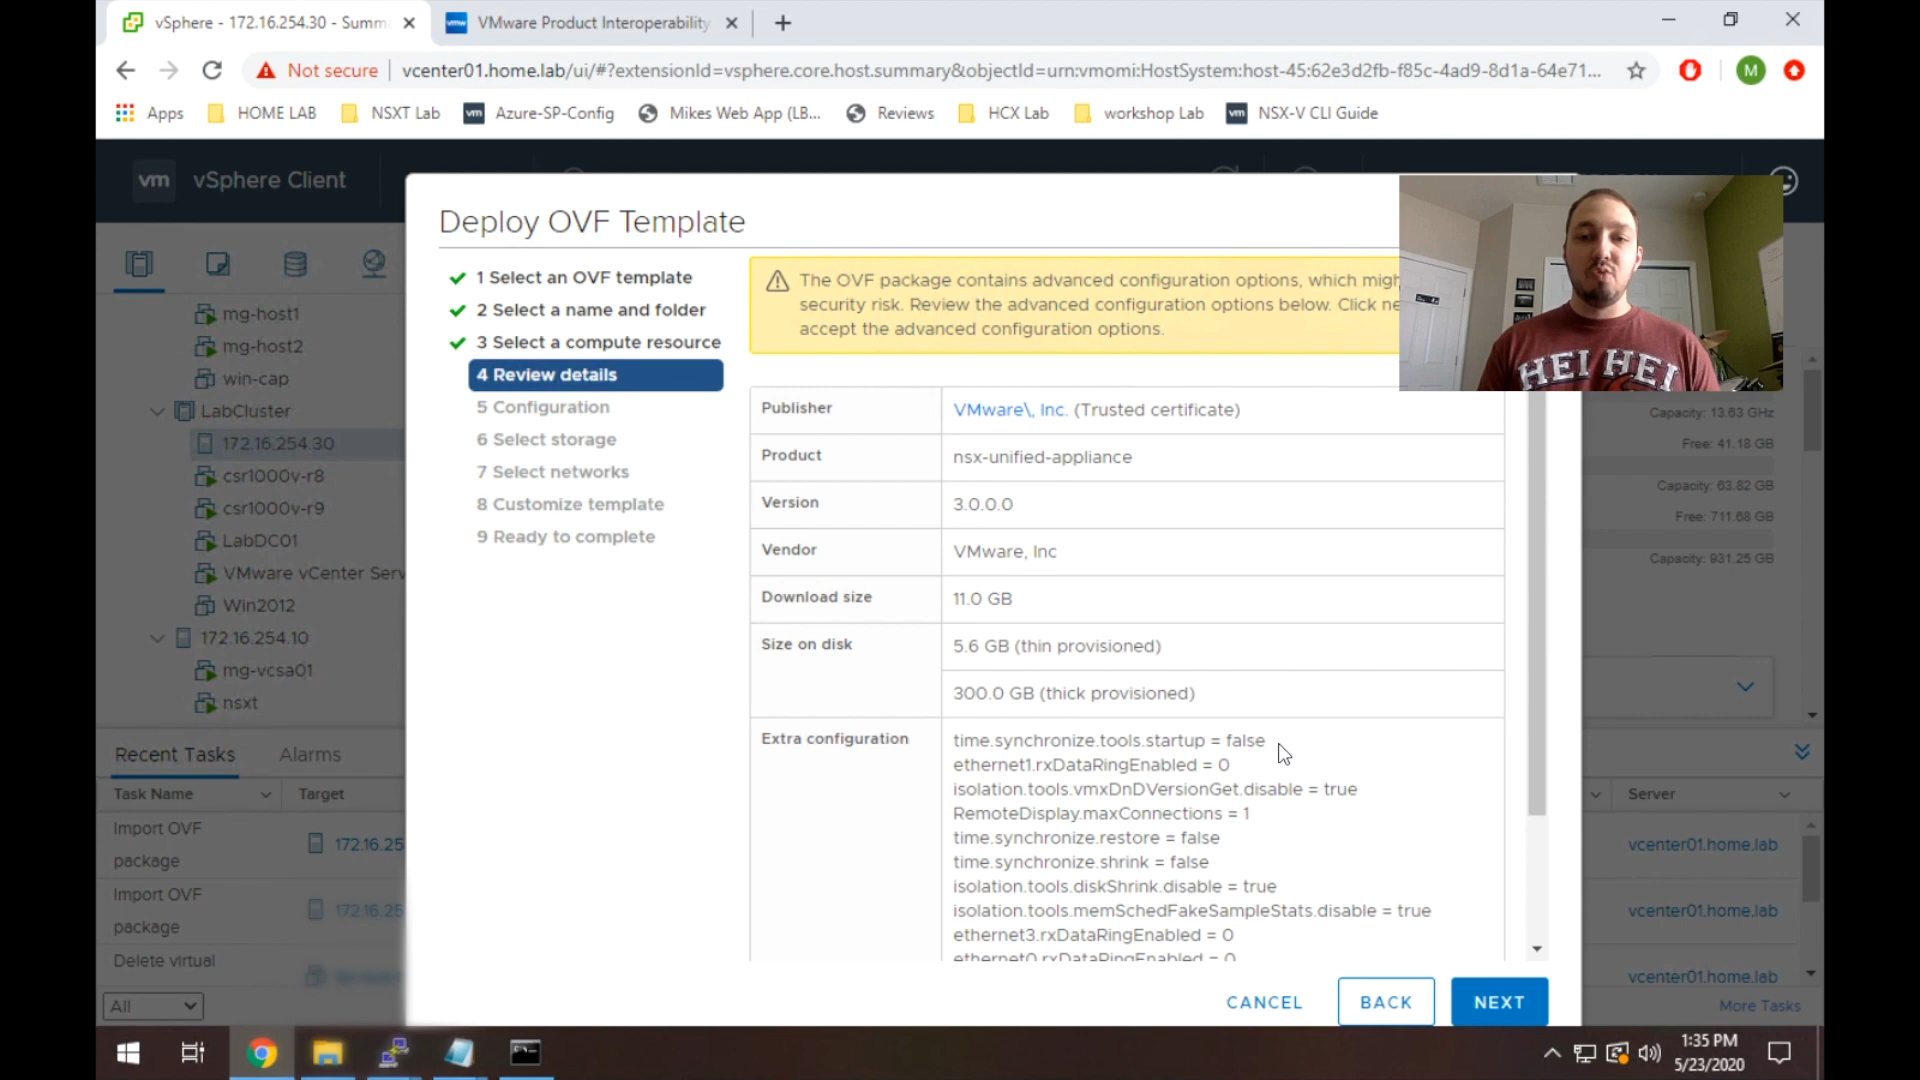 vSphere - 172.16.254.30 - Summ
VMware Product Interoperability
Not secure
vcenter01.home.lab/ui/#?extensionId=vsphere.core.host.summary&objectId=urn:vmomi:HostSystem:host-45:62e3d2fb-f85c-4ad9-8d1a-64e71...
M
Apps
HOME LAB
NSXT Lab
vm
Azure-SP-Config
Mikes Web App (LB...
Reviews
HCX Lab
workshop Lab
vm
NSX-V CLI Guide
vm
vSphere Client
Deploy OVF Template
1 Select an OVF template
2 Select a name and folder
3 Select a compute resource
4 Review details
5 Configuration
6 Select storage
7 Select networks
8 Customize template
9 Ready to complete
The OVF package contains advanced configuration options, which migh
security risk. Review the advanced configuration options below. Click ne
accept the advanced configuration options.
HEI HEI
Publisher
VMware\, Inc. (Trusted certificate)
Product
nsx-unified-appliance
Version
3.0.0.0
Vendor
VMware, Inc
Download size
11.0 GB
Size on disk
5.6 GB (thin provisioned)
300.0 GB (thick provisioned)
Extra configuration
time.synchronize.tools.startup = false
ethernet1.rxDataRingEnabled = 0
isolation.tools.vmxDnDVersionGet.disable = true
RemoteDisplay.maxConnections = 1
time.synchronize.restore = false
time.synchronize.shrink = false
isolation.tools.diskShrink.disable = true
isolation.tools.memSchedFakeSampleStats.disable = true
ethernet3.rxDataRingEnabled = 0
ethernet0.rxDataRingEnabled = 0
CANCEL
BACK
NEXT
mg-host1
mg-host2
win-cap
LabCluster
172.16.254.30
csr1000v-r8
csr1000v-r9
LabDC01
VMware vCenter Serv
Win2012
172.16.254.10
mg-vcsa01
nsxt
Capacity: 13.63 GHz
Free: 41.18 GB
Capacity: 63.82 GB
Free: 711.68 GB
Capacity: 931.25 GB
Recent Tasks
Alarms
Task Name
Target
Server
Import OVF
package
172.16.25
vcenter01.home.lab
Import OVF
package
172.16.25
vcenter01.home.lab
Delete virtual
vcenter01.home.lab
All
More Tasks
1:35 PM
5/23/2020